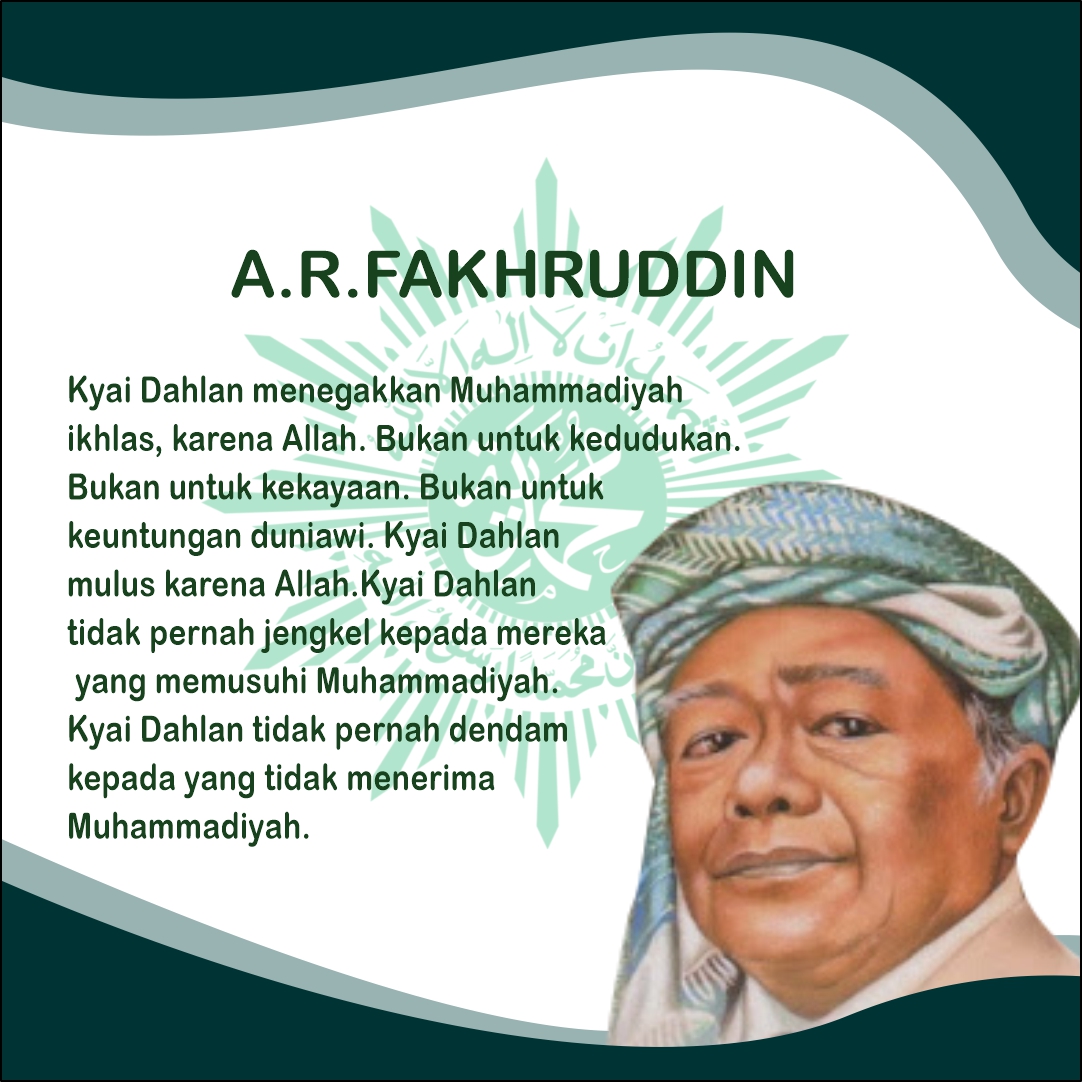 A.R.FAKHRUDDIN
Kyai Dahlan menegakkan Muhammadiyah
ikhlas, karena Allah. Bukan untuk kedudukan.
Bukan untuk kekayaan. Bukan untuk
keuntungan duniawi. Kyai Dahlan
mulus karena Allah.Kyai Dahlan
tidak pernah jengkel kepada mereka
yang memusuhi Muhammadiyah.
Kyai Dahlan tidak pernah dendam
kepada yang tidak menerima
Muhammadiyah.